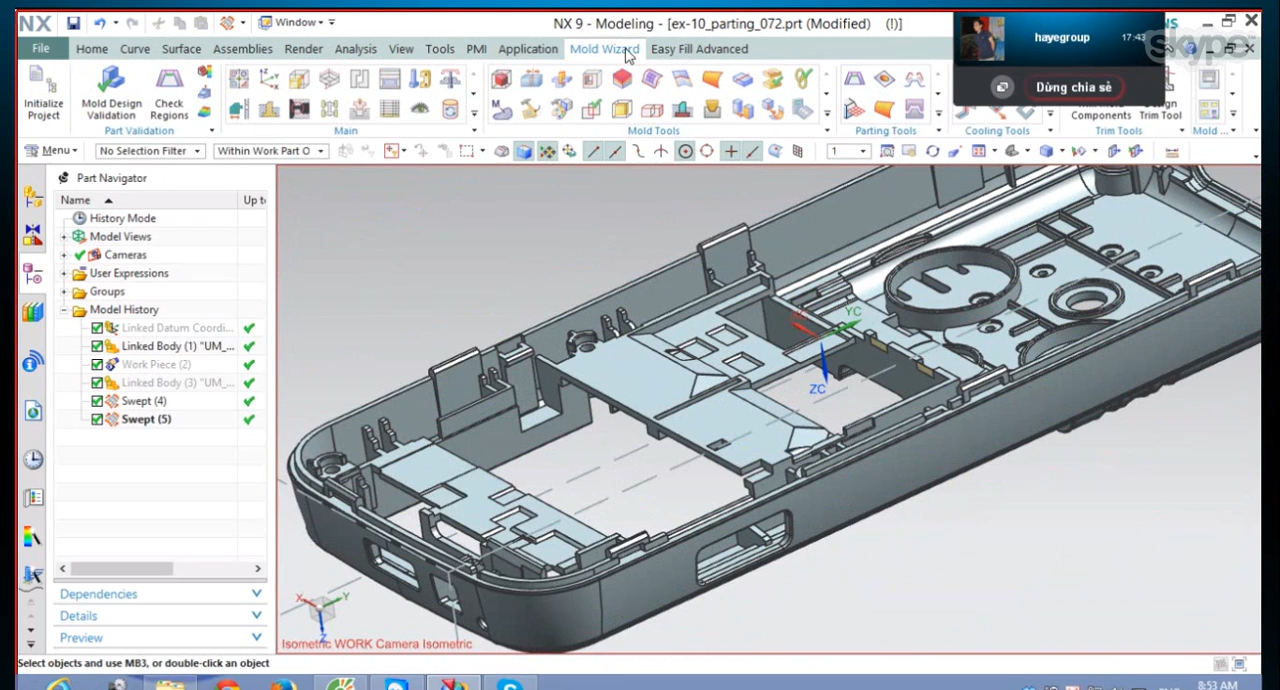 NX
Window
NX 9 - Modeling - [ex-10_parting_072.prt (Modified) (!)]
hayegroup
17:43
skype
Dừng chia sẻ
File
Home
Curve
Surface
Assemblies
Render
Analysis
View
Tools
PMI
Application
Mold Wizard
Easy Fill Advanced
Initialize
Project
Mold Design
Validation
Check
Regions
Part Validation
Main
Mold Tools
Parting Tools
Components
Cooling Tools
Trim Tool
Trim Tools
Mold ...
Menu
No Selection Filter
Within Work Part O
1
Part Navigator
Name
Up to
History Mode
Model Views
Cameras
User Expressions
Groups
Model History
Linked Datum Coordi...
Linked Body (1) "UM_...
Work Piece (2)
Linked Body (3) "UM_...
Swept (4)
Swept (5)
Dependencies
Details
Preview
YC
ZC
X
Y
Z
Isometric WORK Camera Isometric
Select objects and use MB3, or double-click an object
8:53 AM